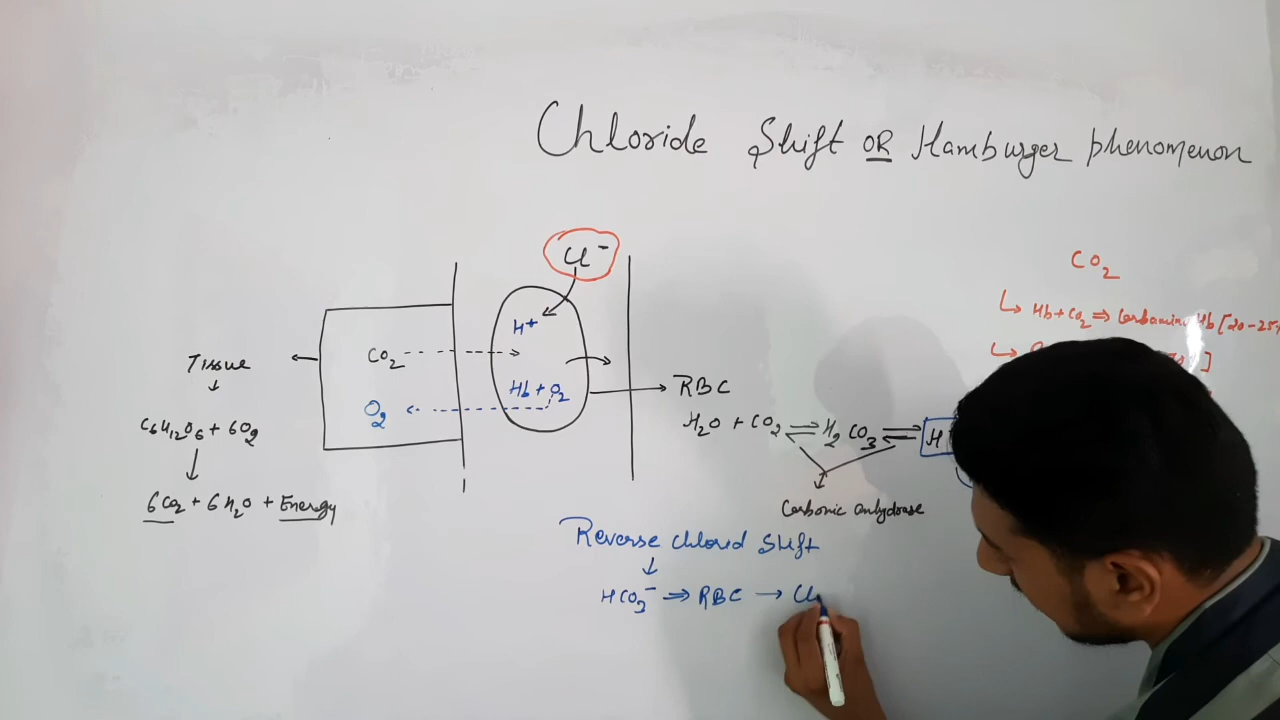 Chloride Shift OR Hamburger phenomenon
Cl⁻
CO₂
↳ Hb+CO₂ ⇒ Carbamino Hb [20-25%
↳
]
H⁺
CO₂
Tissue
Hb + O₂
RBC
O₂
C₆H₁₂O₆ + 6O₂
H₂O + CO₂ ⇌ H₂CO₃ ⇌ H
6CO₂ + 6H₂O + Energy
Carbonic anhydrase
Reverse chlorid Shift
↓
HCO₃⁻ ⇒ RBC → Cl